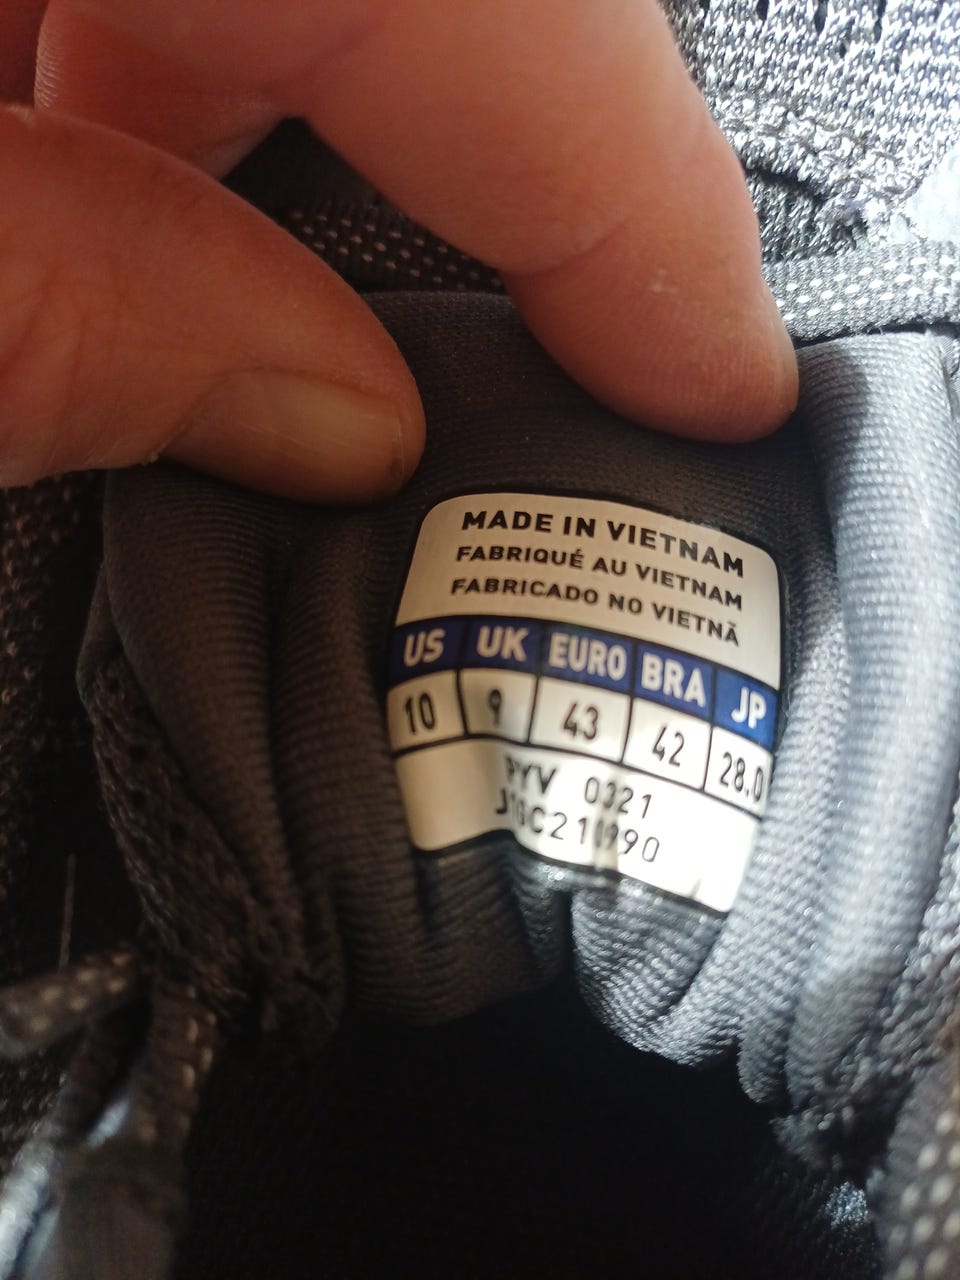 MADE IN VIETNAM
FABRIQUÉ AU VIETNAM
FABRICADO NO VIETNÃ
US UK EURO BRA JP
10 9 43 42 28.0
PYV 0321